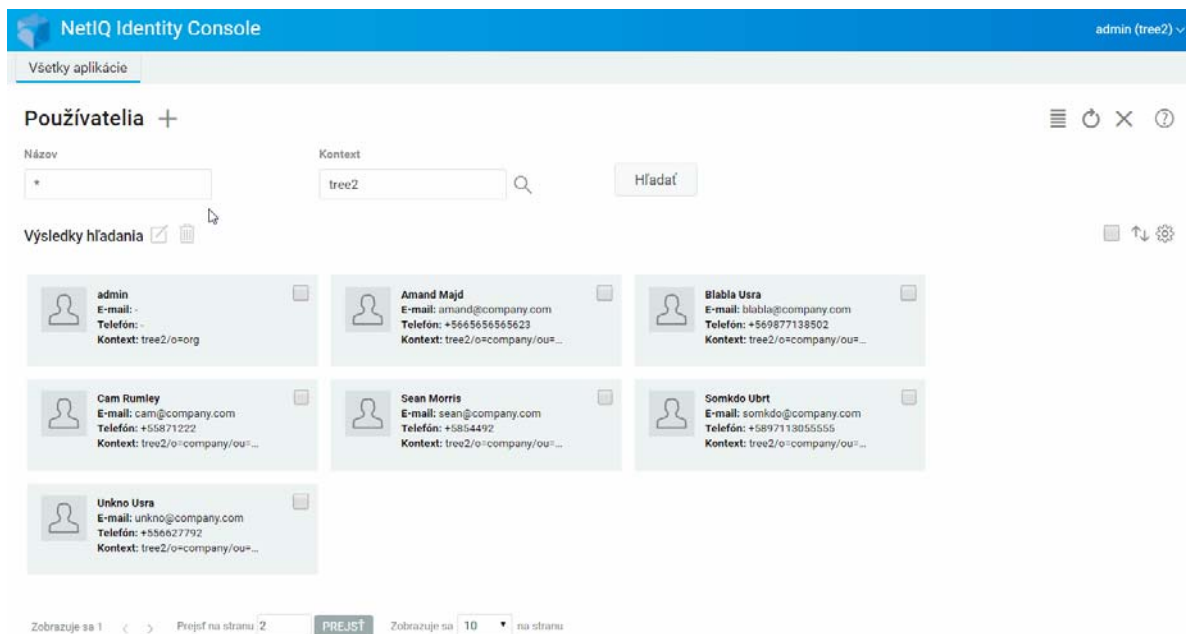 NetIQ Identity Console
admin (tree2)
Všetky aplikácie
Používatelia
Názov
Kontext
*
tree2
Hľadať
Výsledky hľadania
admin
E-mail: -
Telefón: -
Kontext: tree2/o=org
Amand Majd
E-mail: amand@company.com
Telefón: +5665656565623
Kontext: tree2/o=company/ou=...
Blabla Usra
E-mail: blabla@company.com
Telefón: +569877138502
Kontext: tree2/o=company/ou=...
Cam Rumley
E-mail: cam@company.com
Telefón: +55871222
Kontext: tree2/o=company/ou=...
Sean Morris
E-mail: sean@company.com
Telefón: +5854492
Kontext: tree2/o=company/ou=...
Somkdo Ubrt
E-mail: somkdo@company.com
Telefón: +5897113055555
Kontext: tree2/o=company/ou=...
Unkno Usra
E-mail: unkno@company.com
Telefón: +556627792
Kontext: tree2/o=company/ou=...
Zobrazuje sa 1 < > Prejsť na stranu 2 PREJSŤ Zobrazuje sa 10 na stranu